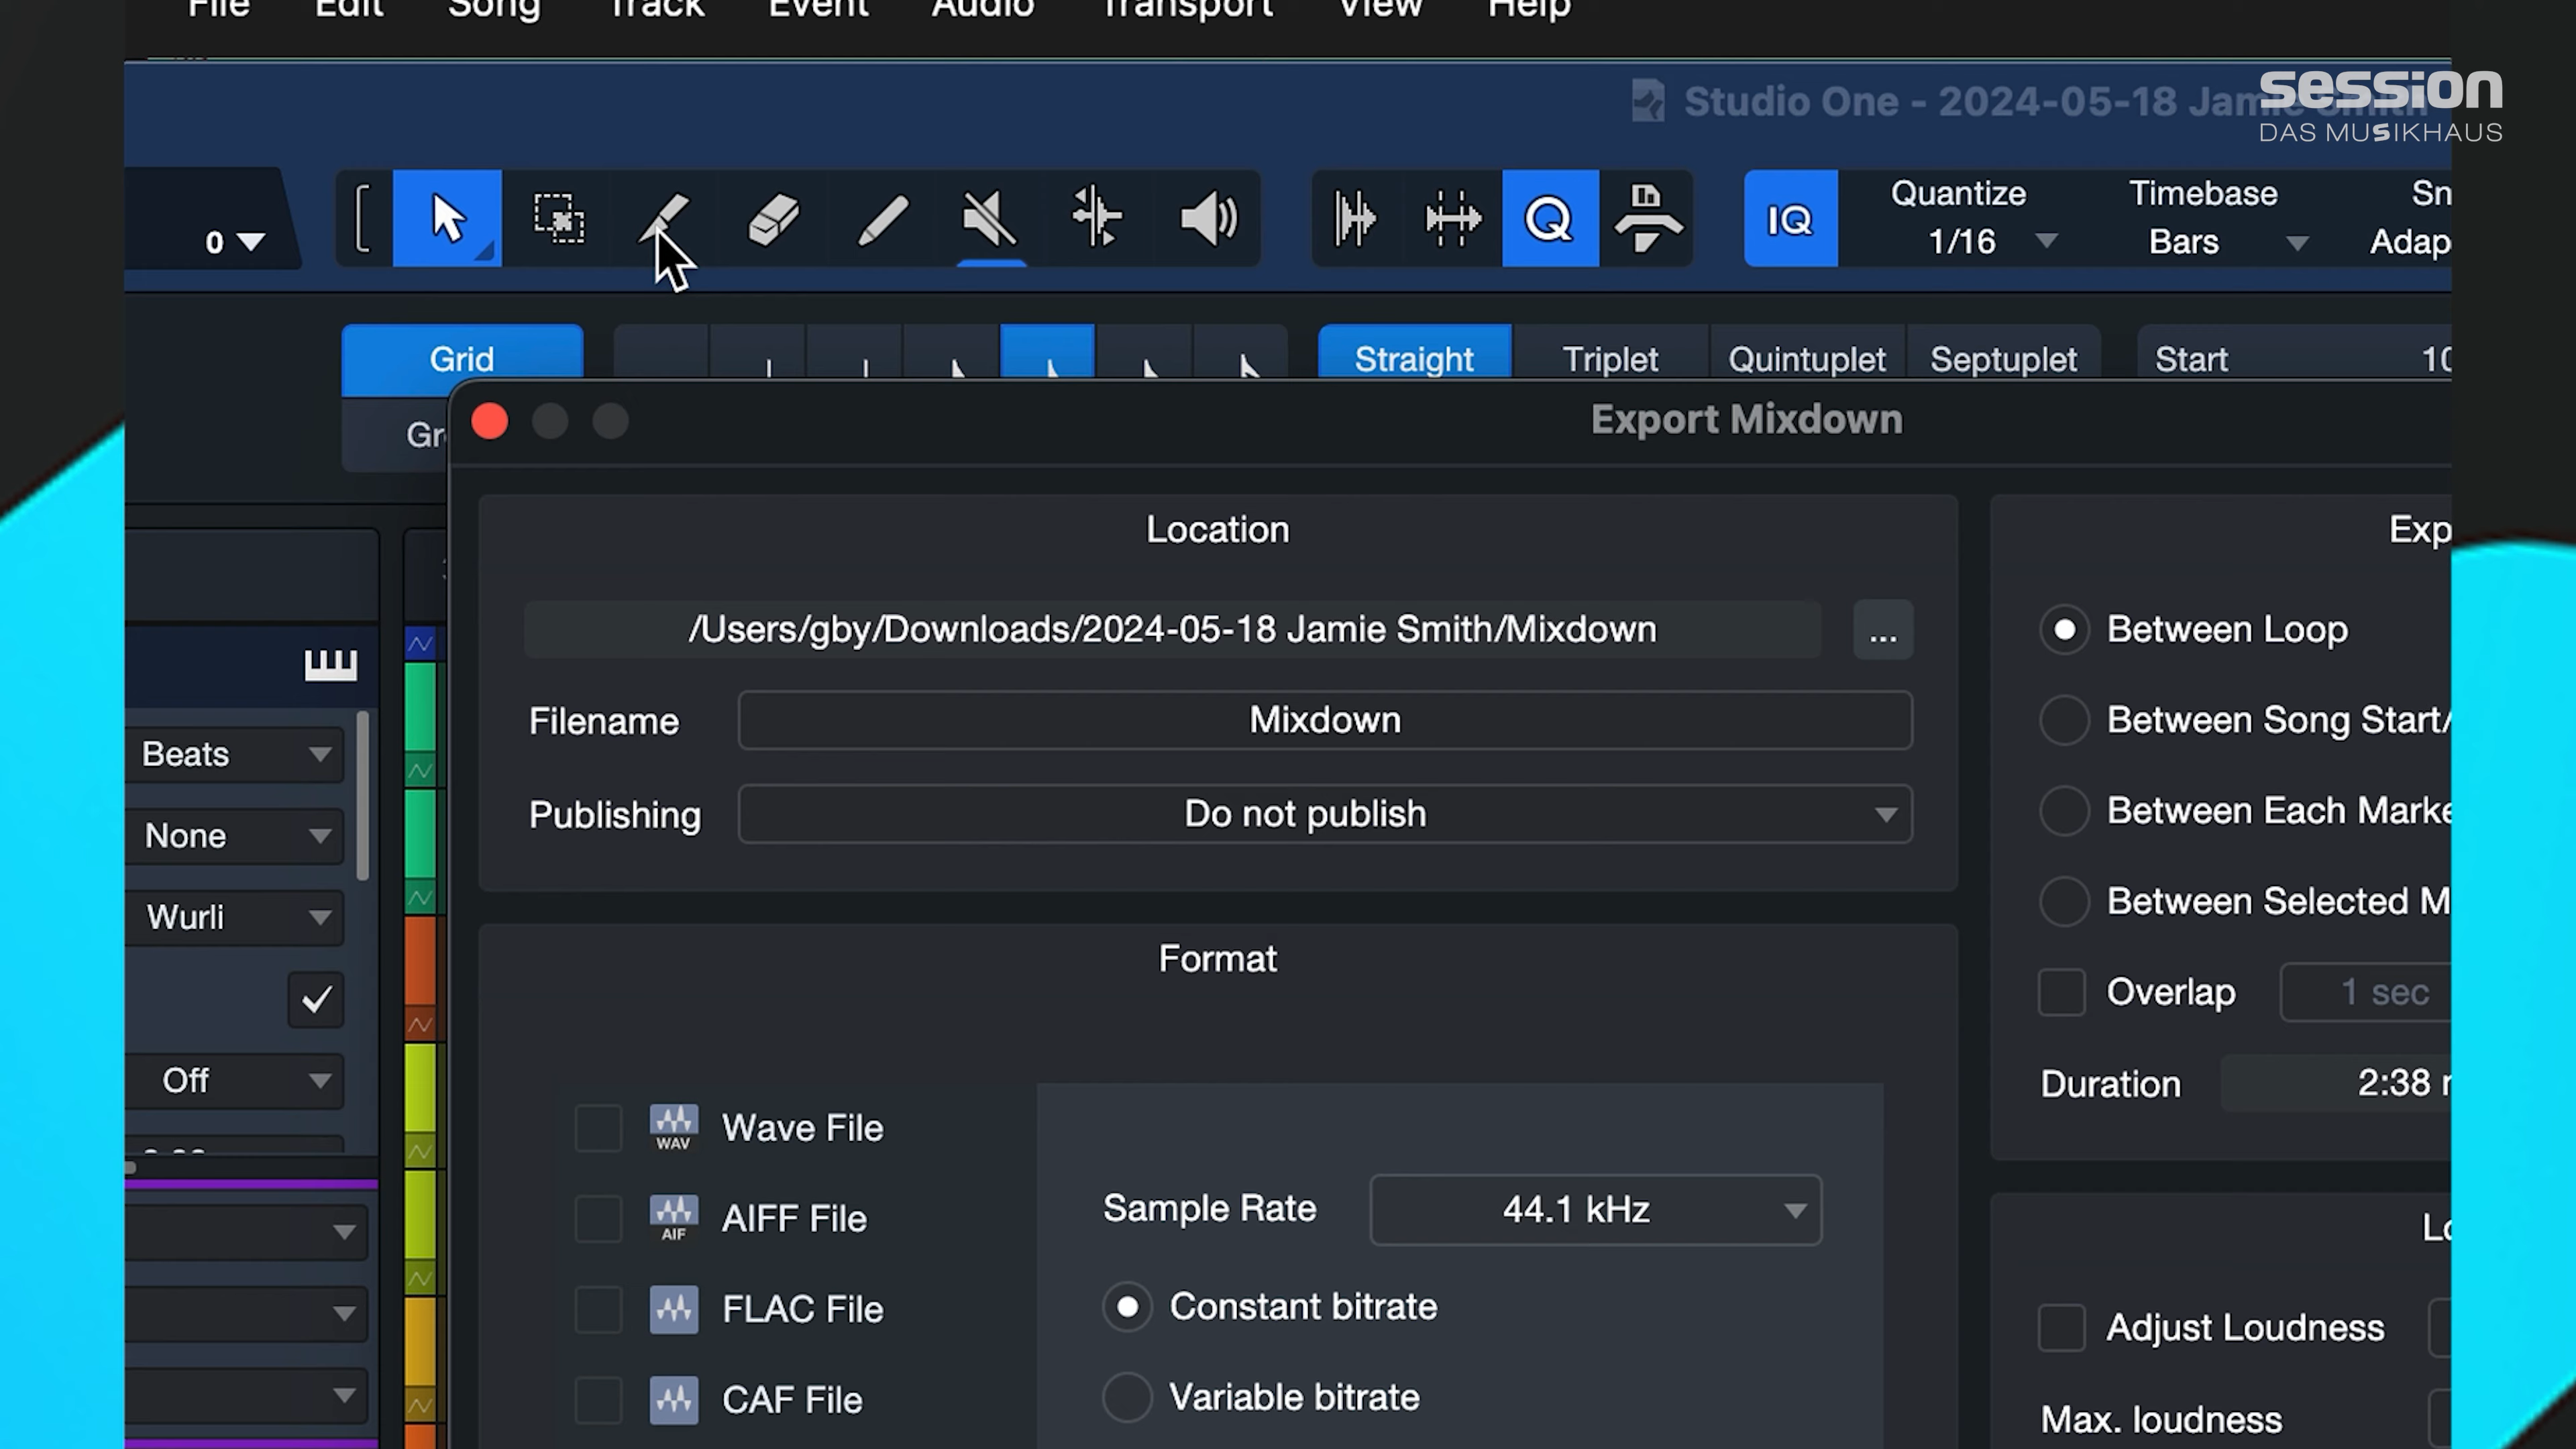 File Edit Song Track Event Audio Transport View Help
Studio One - 2024-05-18 Jamie Smith
session
DAS MUSIKHAUS
0
Q
IQ
Quantize
1/16
Timebase
Bars
Sn
Adap
Grid
Straight
Triplet
Quintuplet
Septuplet
Start
10
Gr
Export Mixdown
Location
/Users/gby/Downloads/2024-05-18 Jamie Smith/Mixdown
...
Filename
Mixdown
Publishing
Do not publish
Exp
Between Loop
Between Song Start/
Between Each Marke
Between Selected M
Overlap
1 sec
Duration
2:38
Beats
None
Wurli
Off
Format
WAV
Wave File
AIF
AIFF File
FLAC File
CAF File
Sample Rate
44.1 kHz
Constant bitrate
Variable bitrate
Lo
Adjust Loudness
Max. loudness